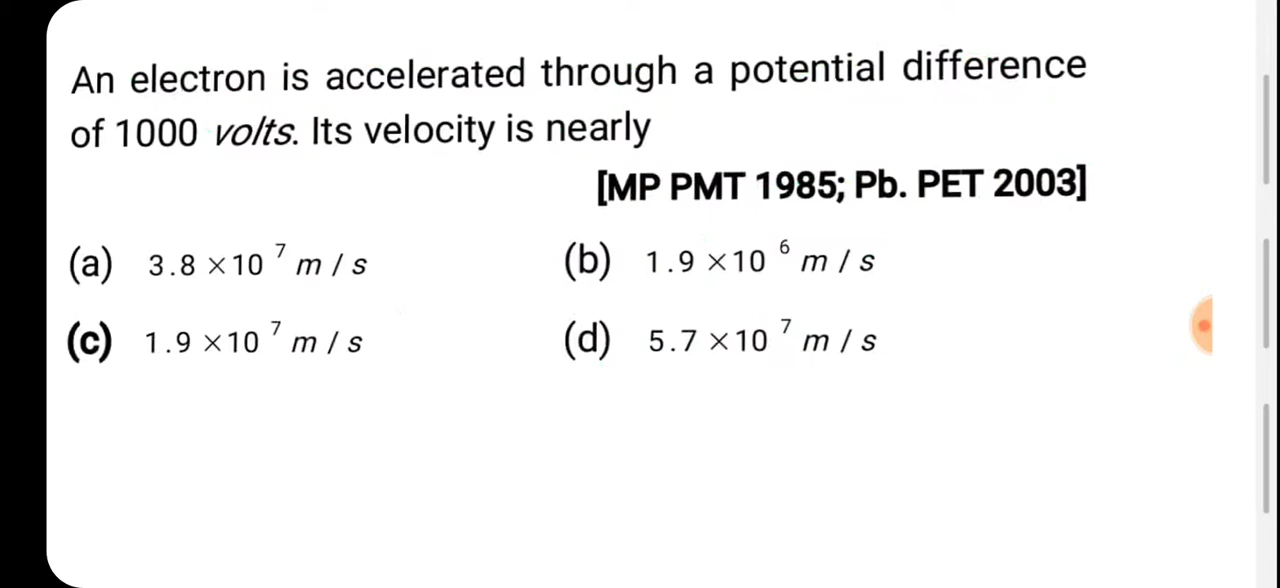 An electron is accelerated through a potential difference
of 1000 volts. Its velocity is nearly
[MP PMT 1985; Pb. PET 2003]
(a) 3.8 ×10 ⁷ m / s (b) 1.9 ×10 ⁶ m / s
(c) 1.9 ×10 ⁷ m / s (d) 5.7 ×10 ⁷ m / s